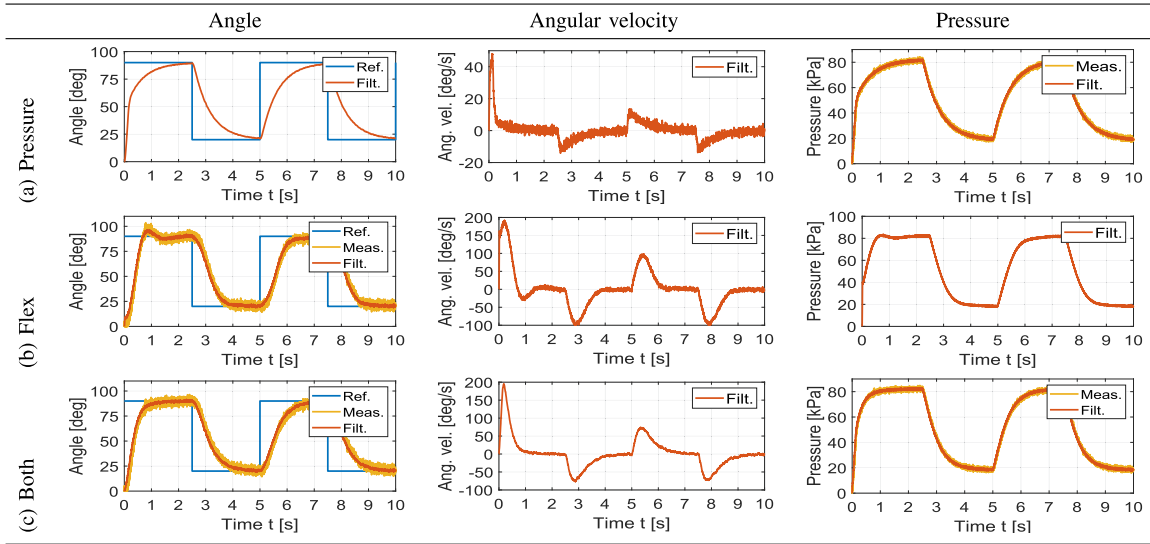 Angle Angular velocity Pressure
(a) Pressure
Angle [deg]
100
75
50
25
0
Ref.
Filt.
0 1 2 3 4 5 6 7 8 9 10
Time t [s]
Ang. vel. [deg/s]
40
20
0
-20
Filt.
0 1 2 3 4 5 6 7 8 9 10
Time t [s]
Pressure [kPa]
80
60
40
20
0
Meas.
Filt.
0 1 2 3 4 5 6 7 8 9 10
Time t [s]
(b) Flex
Angle [deg]
100
75
50
25
0
Ref.
Meas.
Filt.
0 1 2 3 4 5 6 7 8 9 10
Time t [s]
Ang. vel. [deg/s]
200
150
100
50
0
-50
-100
Filt.
0 1 2 3 4 5 6 7 8 9 10
Time t [s]
Pressure [kPa]
100
80
60
40
20
0
Filt.
0 1 2 3 4 5 6 7 8 9 10
Time t [s]
(c) Both
Angle [deg]
100
75
50
25
0
Ref.
Meas.
Filt.
0 1 2 3 4 5 6 7 8 9 10
Time t [s]
Ang. vel. [deg/s]
200
150
100
50
0
-50
-100
Filt.
0 1 2 3 4 5 6 7 8 9 10
Time t [s]
Pressure [kPa]
80
60
40
20
0
Meas.
Filt.
0 1 2 3 4 5 6 7 8 9 10
Time t [s]